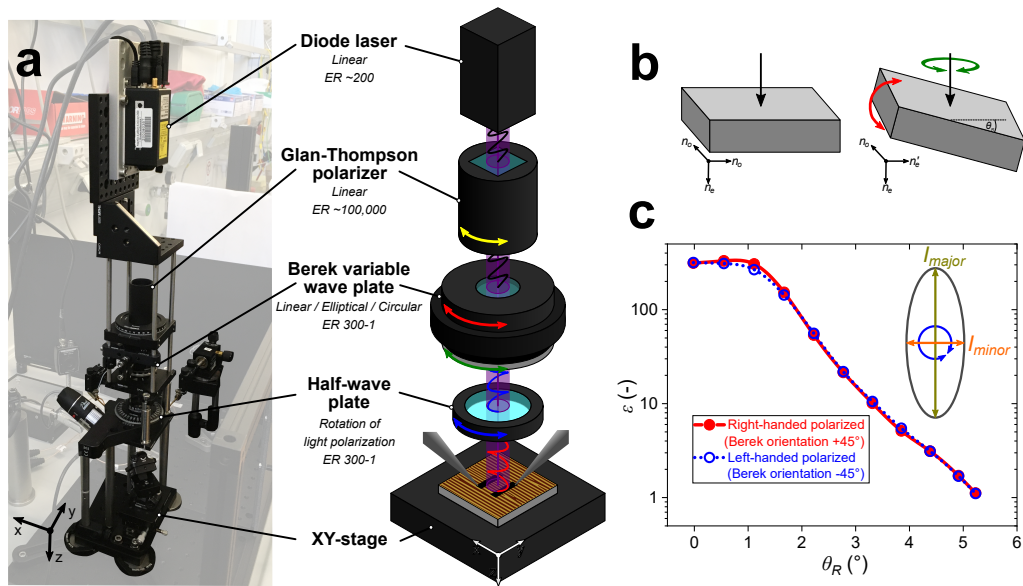 a
Diode laser
Linear
ER ~200
Glan-Thompson
polarizer
Linear
ER ~100,000
Berek variable
wave plate
Linear / Elliptical / Circular
ER 300-1
Half-wave
plate
Rotation of
light polarization
ER 300-1
XY-stage
x
y
z
b
n_o
n_o
n_e
θ
n_o
n_e'
n_e
c
ε (-)
100
10
1
0
1
2
3
4
5
6
θ_R (°)
I_major
I_minor
Right-handed polarized
(Berek orientation +45°)
Left-handed polarized
(Berek orientation -45°)